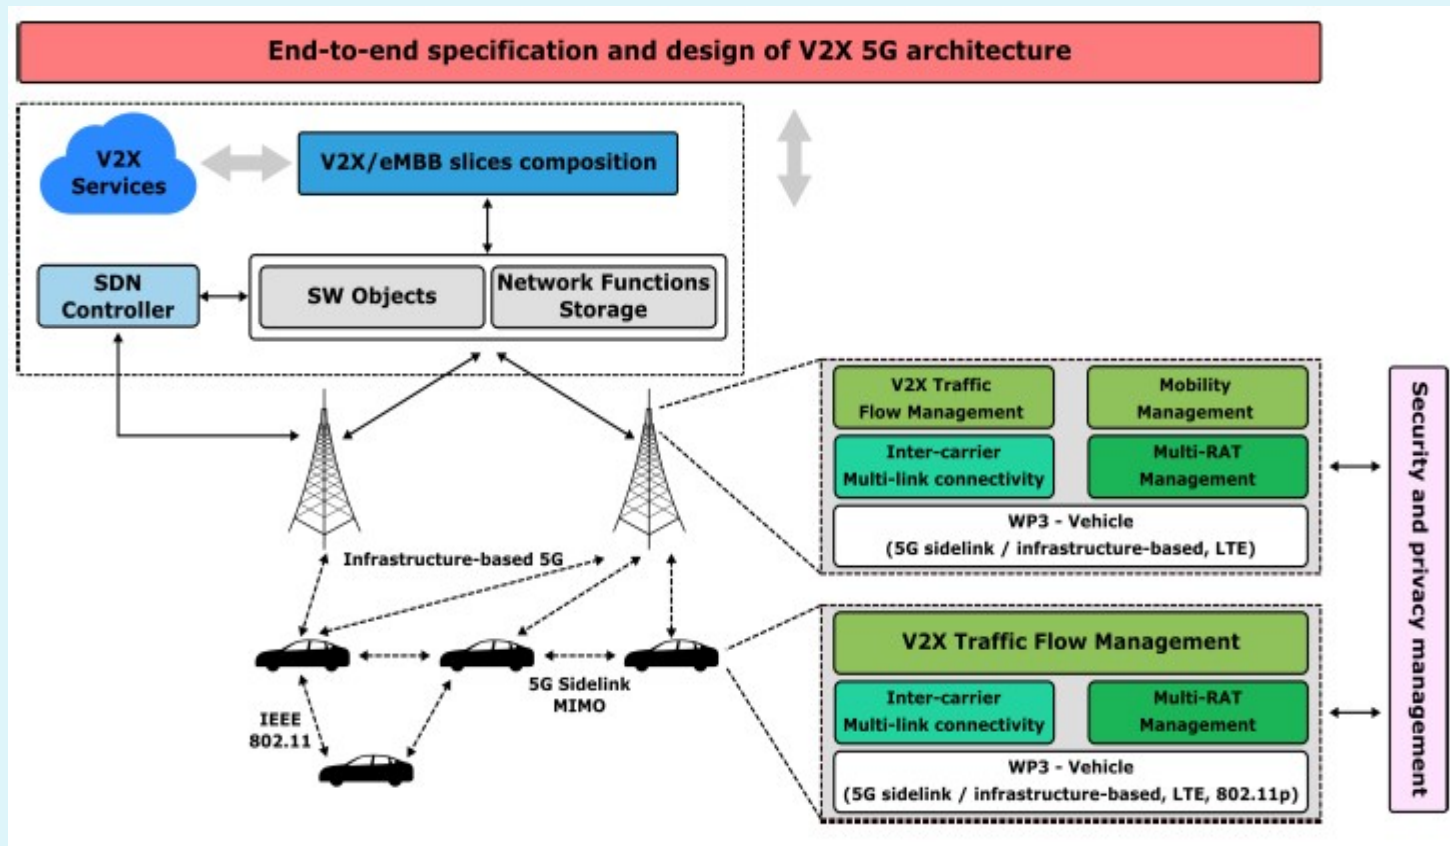 End-to-end specification and design of V2X 5G architecture
V2X
Services
V2X/eMBB slices composition
SDN
Controller
SW Objects
Network Functions
Storage
V2X Traffic
Flow Management
Mobility
Management
Inter-carrier
Multi-link connectivity
Multi-RAT
Management
WP3 - Vehicle
(5G sidelink / infrastructure-based, LTE)
Security and privacy management
Infrastructure-based 5G
5G Sidelink
MIMO
IEEE
802.11
V2X Traffic Flow Management
Inter-carrier
Multi-link connectivity
Multi-RAT
Management
WP3 - Vehicle
(5G sidelink / infrastructure-based, LTE, 802.11p)